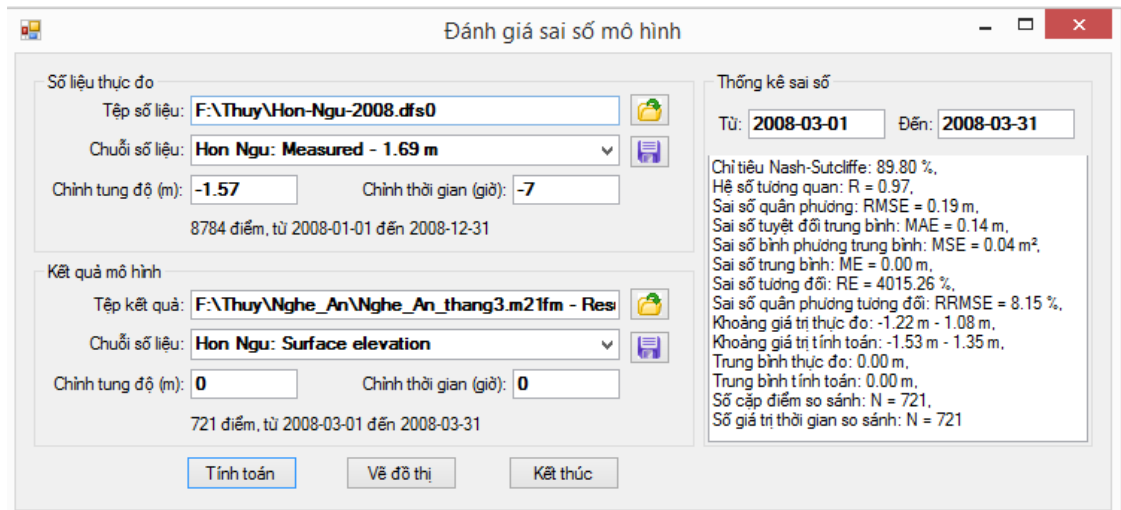 Đánh giá sai số mô hình
Số liệu thực đo
Tệp số liệu: F:\Thuy\Hon-Ngu-2008.dfs0
Chuỗi số liệu: Hon Ngu: Measured - 1.69 m
Chỉnh tung độ (m): -1.57 Chỉnh thời gian (giờ): -7
8784 điểm, từ 2008-01-01 đến 2008-12-31
Kết quả mô hình
Tệp kết quả: F:\Thuy\Nghe_An\Nghe_An_thang3.m21fm - Res
Chuỗi số liệu: Hon Ngu: Surface elevation
Chỉnh tung độ (m): 0 Chỉnh thời gian (giờ): 0
721 điểm, từ 2008-03-01 đến 2008-03-31
Tính toán Vẽ đồ thị Kết thúc
Thống kê sai số
Từ: 2008-03-01 Đến: 2008-03-31
Chỉ tiêu Nash-Sutcliffe: 89.80 %,
Hệ số tương quan: R = 0.97,
Sai số quân phương: RMSE = 0.19 m,
Sai số tuyệt đối trung bình: MAE = 0.14 m,
Sai số bình phương trung bình: MSE = 0.04 m²,
Sai số trung bình: ME = 0.00 m,
Sai số tương đối: RE = 4015.26 %,
Sai số quân phương tương đối: RRMSE = 8.15 %,
Khoảng giá trị thực đo: -1.22 m - 1.08 m,
Khoảng giá trị tính toán: -1.53 m - 1.35 m,
Trung bình thực đo: 0.00 m,
Trung bình tính toán: 0.00 m,
Số cặp điểm so sánh: N = 721,
Số giá trị thời gian so sánh: N = 721